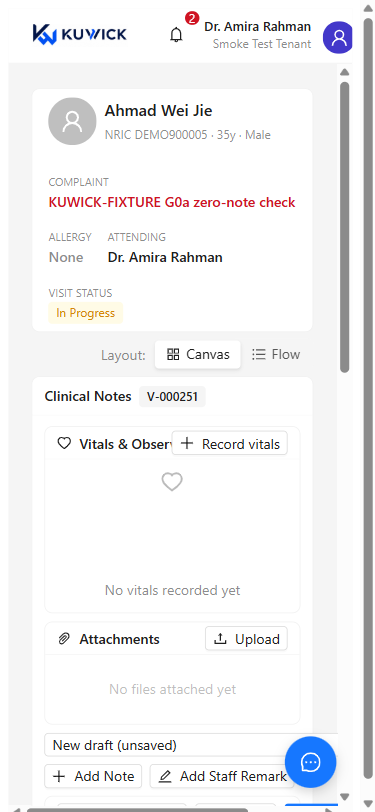 KUWICK
2
Dr. Amira Rahman
Smoke Test Tenant
Ahmad Wei Jie
NRIC DEMO900005 · 35y · Male
COMPLAINT
KUWICK-FIXTURE G0a zero-note check
ALLERGY ATTENDING
None Dr. Amira Rahman
VISIT STATUS
In Progress
Layout: Canvas Flow
Clinical Notes V-000251
Vitals & Obser Record vitals
No vitals recorded yet
Attachments Upload
No files attached yet
New draft (unsaved)
Add Note Add Staff Remark